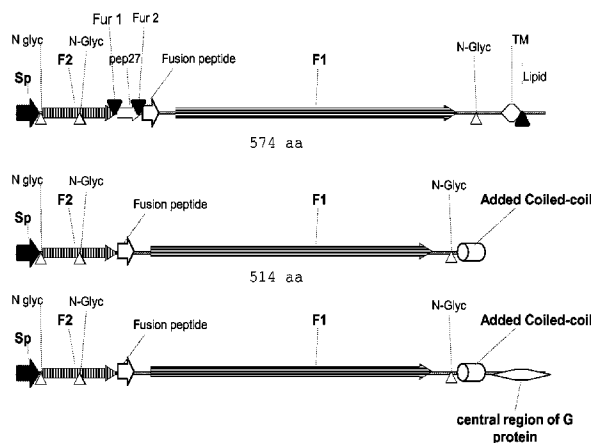 Fur 1 Fur 2
N glyc N-Glyc Fusion peptide N-Glyc TM
F2 pep27 F1
Sp Lipid
574 aa
N glyc N-Glyc Fusion peptide F1 N-Glyc Added Coiled-coil
F2
Sp
514 aa
N glyc N-Glyc Fusion peptide F1 N-Glyc Added Coiled-coil
F2
Sp
central region of G
protein